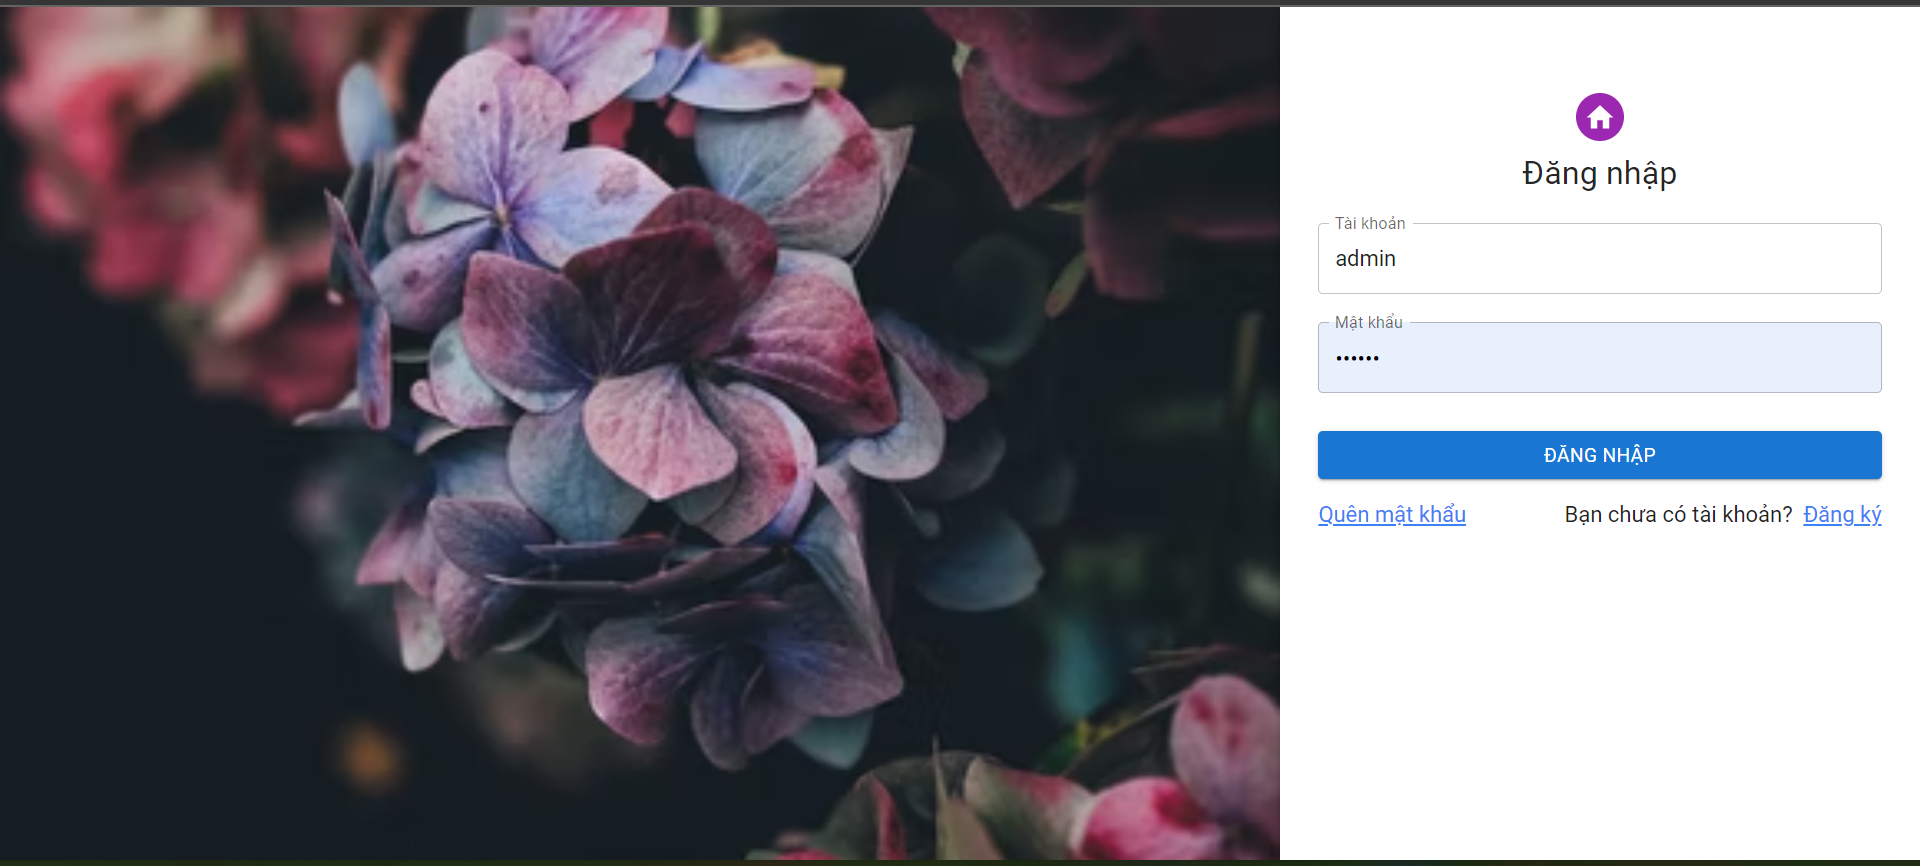 Đăng nhập
Tài khoản
admin
Mật khẩu
••••••
ĐĂNG NHẬP
Quên mật khẩu
Bạn chưa có tài khoản? Đăng ký